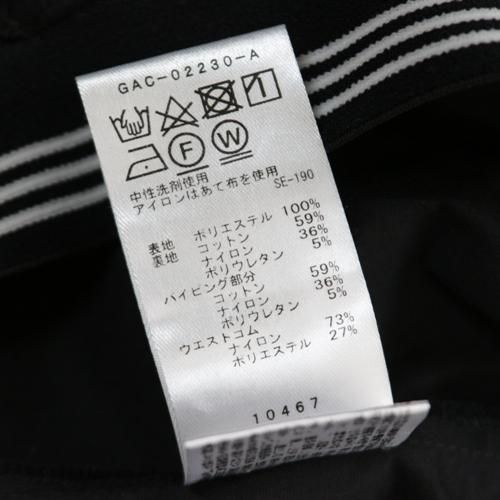 GAC-02230-A
F W
中性洗剤使用
アイロンはあて布を使用 SE-190
表地 ポリエステル 100%
裏地 コットン 59%
ナイロン 36%
ポリウレタン 5%
パイピング部分
コットン 59%
ナイロン 36%
ポリウレタン 5%
ウエストゴム
ナイロン 73%
ポリエステル 27%
10467